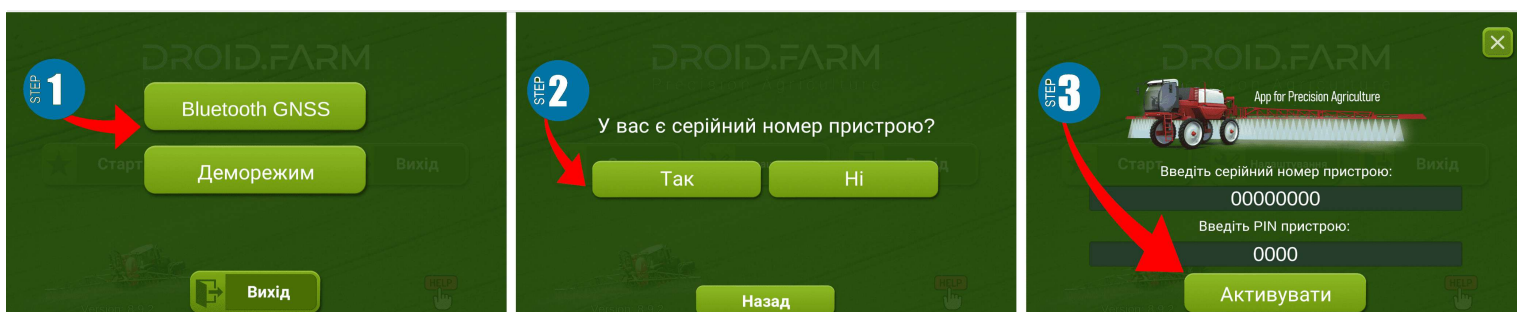 DROID.FARM
STEP 1
Bluetooth GNSS
Старт
Вихід
Деморежим
Вихід
HELP
DROID.FARM
STEP 2
У вас є серійний номер пристрою?
Так
Ні
Назад
HELP
DROID.FARM
STEP 3
App for Precision Agriculture
Старт
Налаштування
Вихід
Введіть серійний номер пристрою:
00000000
Введіть PIN пристрою:
0000
Активувати
HELP